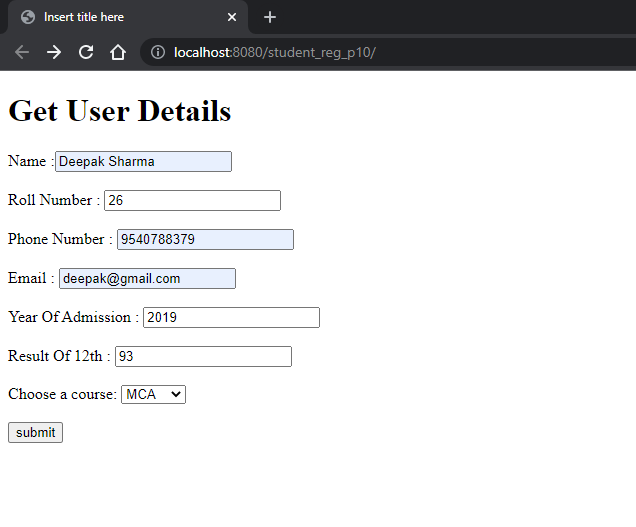 Insert title here
localhost:8080/student_reg_p10/
Get User Details
Name : Deepak Sharma
Roll Number : 26
Phone Number : 9540788379
Email : deepak@gmail.com
Year Of Admission : 2019
Result Of 12th : 93
Choose a course: MCA
submit